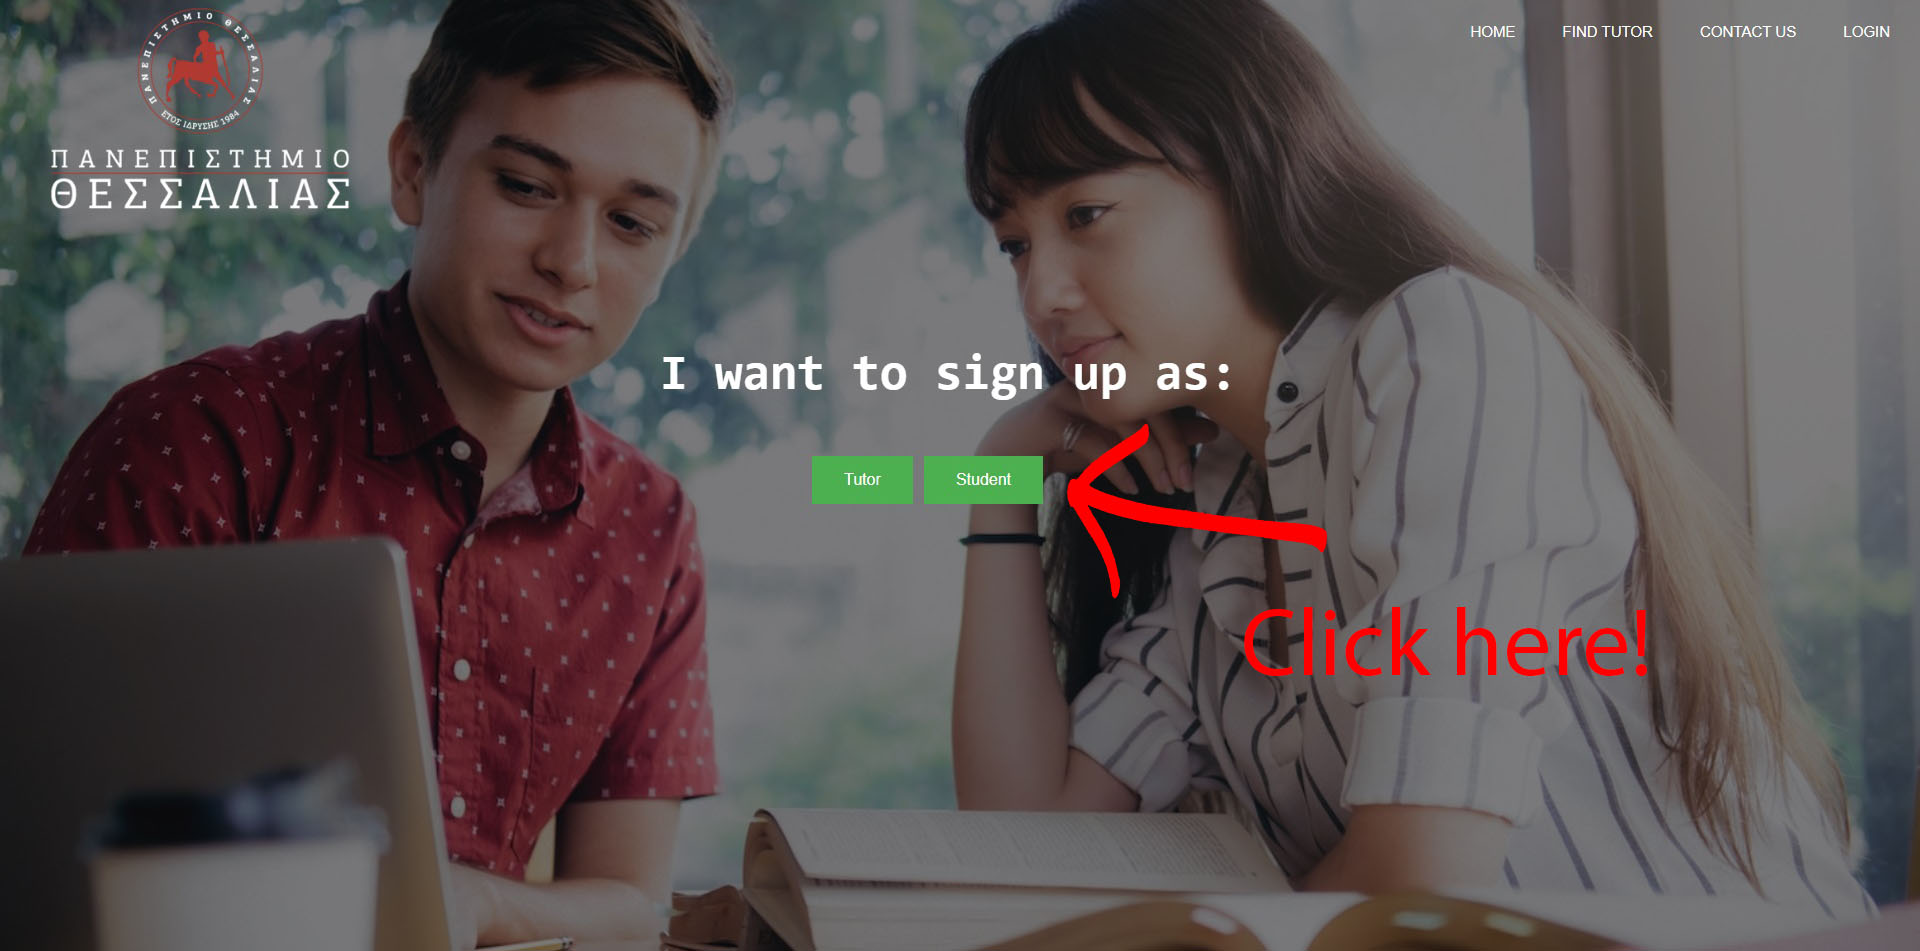 ΠΑΝΕΠΙΣΤΗΜΙΟ ΘΕΣΣΑΛΙΑΣ
ΕΤΟΣ ΙΔΡΥΣΗΣ 1984
ΠΑΝΕΠΙΣΤΗΜΙΟ
ΘΕΣΣΑΛΙΑΣ
HOME FIND TUTOR CONTACT US LOGIN
I want to sign up as:
Tutor Student
Click here!